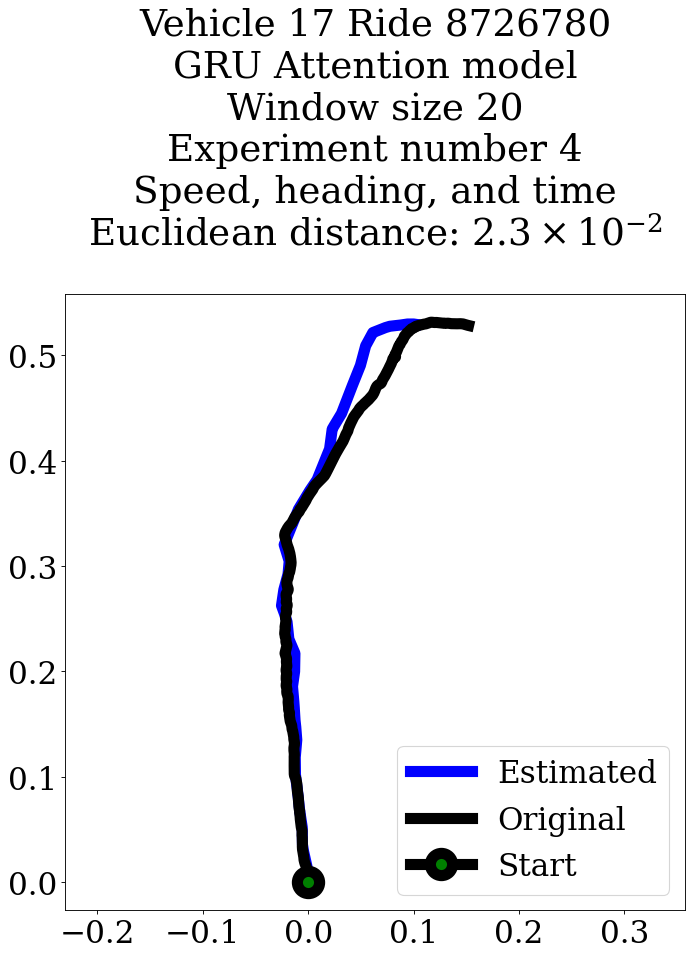 Vehicle 17 Ride 8726780
GRU Attention model
Window size 20
Experiment number 4
Speed, heading, and time
Euclidean distance: 2.3 × 10⁻²
0.5
0.4
0.3
0.2
0.1
0.0
Estimated
Original
Start
−0.2 −0.1 0.0 0.1 0.2 0.3